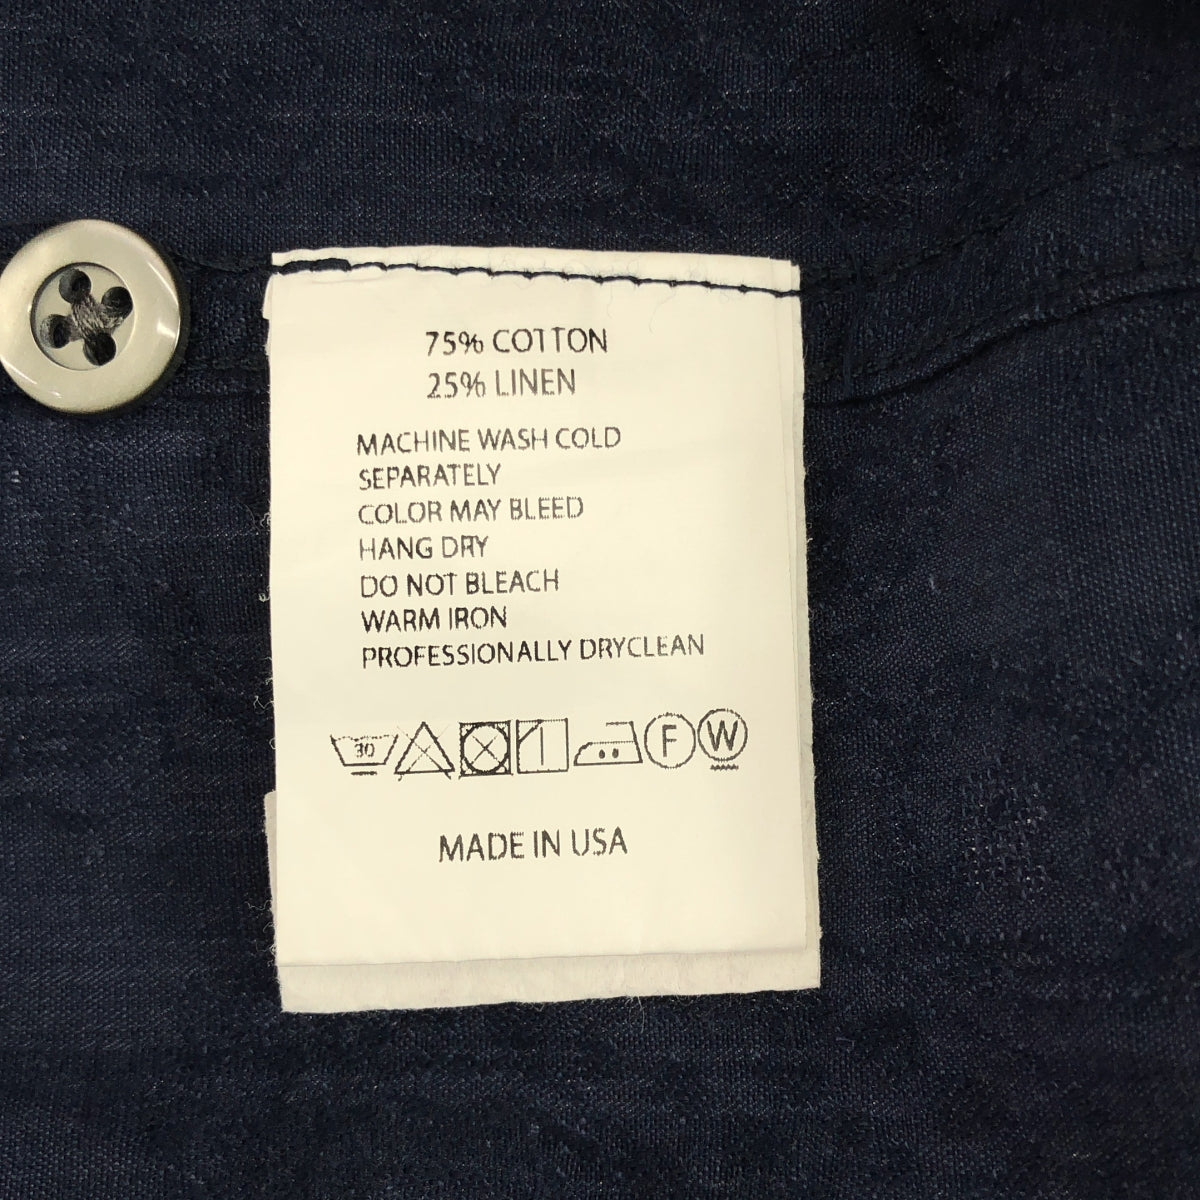 75% COTTON
25% LINEN
MACHINE WASH COLD
SEPARATELY
COLOR MAY BLEED
HANG DRY
DO NOT BLEACH
WARM IRON
PROFESSIONALLY DRYCLEAN
30 F W
MADE IN USA